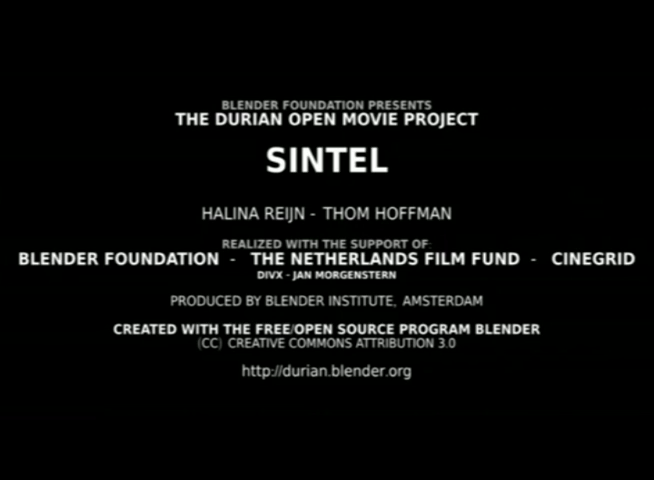 BLENDER FOUNDATION PRESENTS
THE DURIAN OPEN MOVIE PROJECT
SINTEL
HALINA REIJN - THOM HOFFMAN
REALIZED WITH THE SUPPORT OF:
BLENDER FOUNDATION - THE NETHERLANDS FILM FUND - CINEGRID
DIVX - JAN MORGENSTERN
PRODUCED BY BLENDER INSTITUTE, AMSTERDAM
CREATED WITH THE FREE/OPEN SOURCE PROGRAM BLENDER
(CC) CREATIVE COMMONS ATTRIBUTION 3.0
http://durian.blender.org